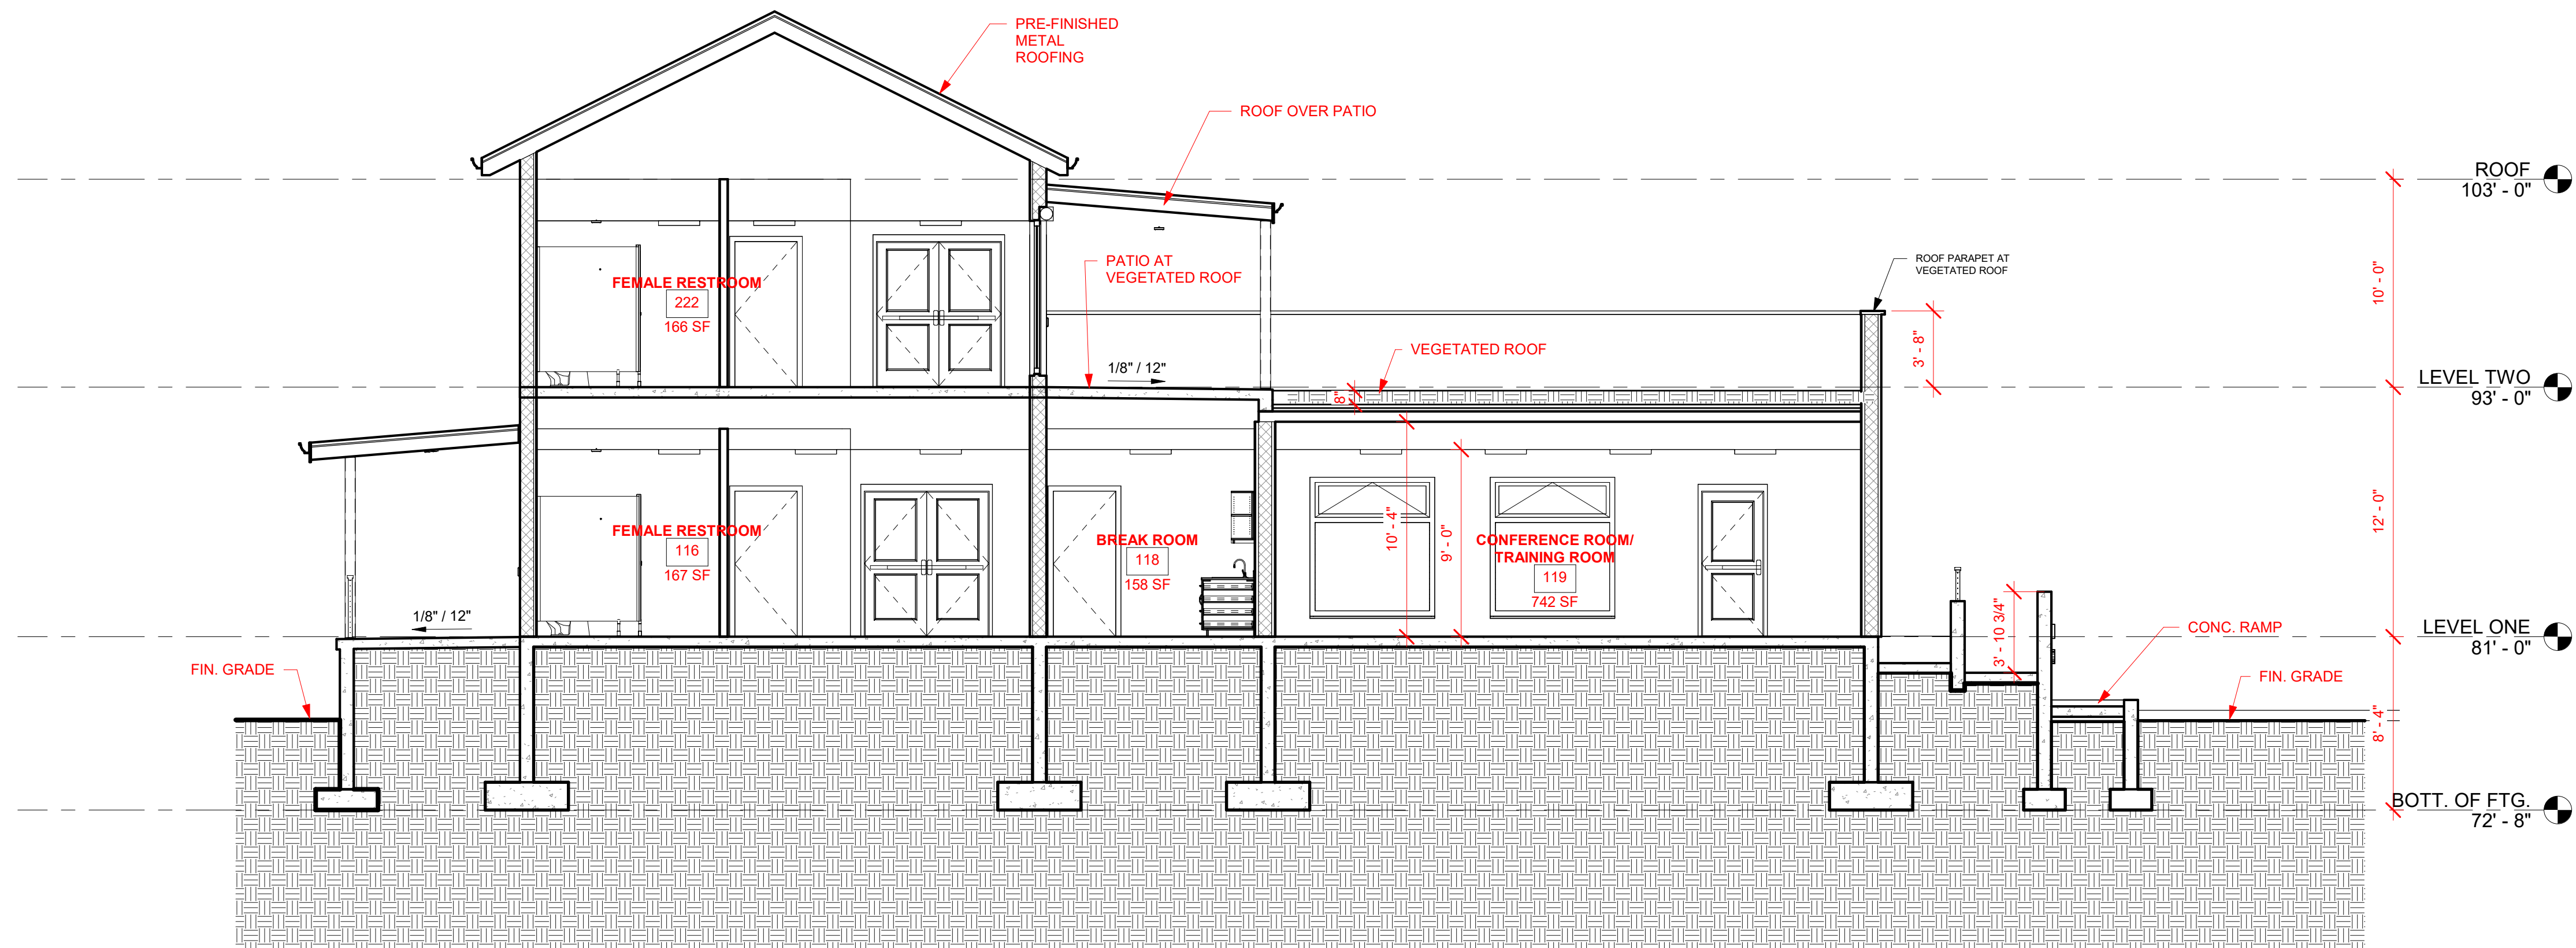 PRE-FINISHED
METAL
ROOFING
ROOF OVER PATIO
ROOF
103' - 0"
PATIO AT
VEGETATED ROOF
ROOF PARAPET AT
VEGETATED ROOF
10' - 0"
FEMALE RESTROOM
222
166 SF
3' - 8"
VEGETATED ROOF
1/8" / 12"
LEVEL TWO
93' - 0"
8"
12' - 0"
10' - 4"
9' - 0"
FEMALE RESTROOM
116
167 SF
BREAK ROOM
118
158 SF
CONFERENCE ROOM/
TRAINING ROOM
119
742 SF
1/8" / 12"
3' - 10 3/4"
CONC. RAMP
LEVEL ONE
81' - 0"
FIN. GRADE
FIN. GRADE
8' - 4"
BOTT. OF FTG.
72' - 8"